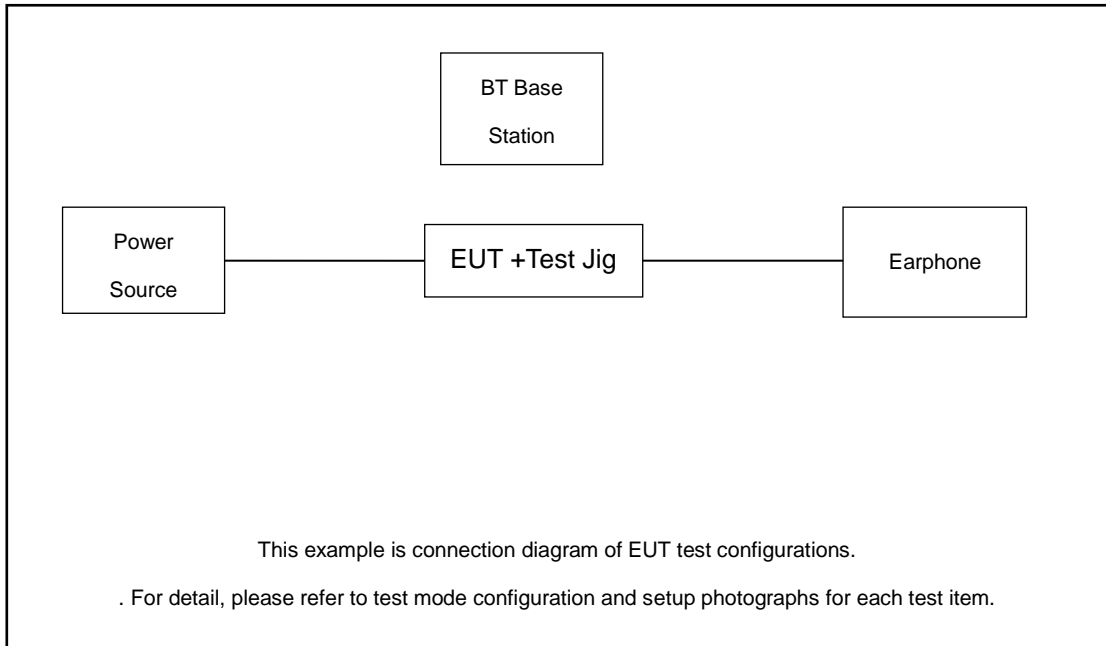 BT Base
Station
Power
Source
EUT +Test Jig
Earphone
This example is connection diagram of EUT test configurations.
. For detail, please refer to test mode configuration and setup photographs for each test item.